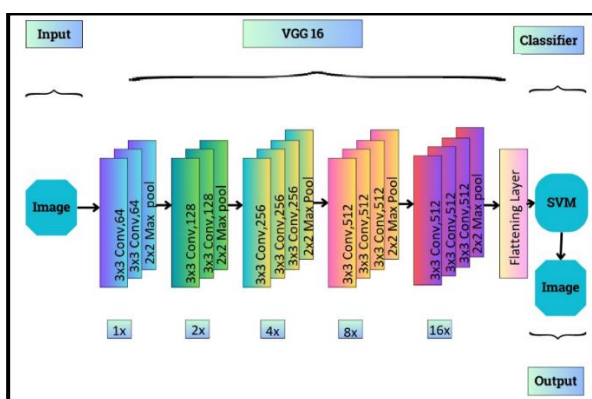 Input
VGG 16
Classifier
Image
3x3 Conv,64
3x3 Conv,64
2x2 Max pool
3x3 Conv,128
3x3 Conv,128
2x2 Max pool
3x3 Conv,256
3x3 Conv,256
3x3 Conv,256
2x2 Max Pool
3x3 Conv,512
3x3 Conv,512
3x3 Conv,512
2x2 Max Pool
3x3 Conv,512
3x3 Conv,512
3x3 Conv,512
2x2 Max pool
Flattening Layer
SVM
Image
1x
2x
4x
8x
16x
Output